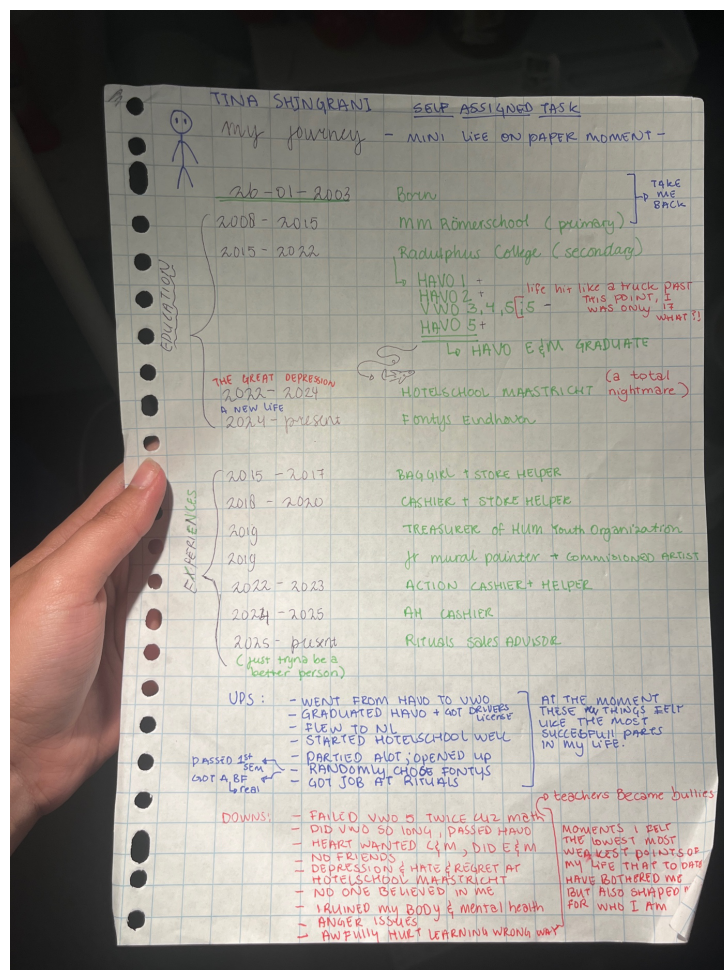 TINA SHINGRANI
SELF ASSIGNED TASK
my journey - MINI LIFE ON PAPER MOMENT -
26-01-2003 Born
TAKE
ME
BACK
2008 - 2015 MM Römerschool (primary)
2015 - 2022 Radulphus College (secondary)
EDUCATION
HAVO 1 +
HAVO 2 +
VWO 3,4,5,5 -
life hit like a truck PAST
THIS POINT, I
WAS ONLY 17
WHAT?!
HAVO 5+
HAVO E&M GRADUATE
THE GREAT DEPRESSION
2022 - 2024 HOTELSCHOOL MAASTRICHT (a total
nightmare)
A NEW LIFE
2024 - present Fontys Eindhoven
EXPERIENCES
2015 - 2017 BAGGIRL + STORE HELPER
2018 - 2020 CASHIER + STORE HELPER
2019 TREASURER of HUM Youth Organization
2019 Jr mural painter + COMMISIONED ARTIST
2022 - 2023 ACTION CASHIER + HELPER
2024 - 2025 AH CASHIER
2025 - present Rituals Sales ADVISOR
(just tryna be a
better person)
UPS: - WENT FROM HAVO TO VWO
- GRADUATED HAVO + GOT DRIVERS
LICENSE
- FLEW TO NL
- STARTED HOTELSCHOOL WELL
- PARTIED ALOT, OPENED UP
- RANDOMLY CHOSE FONTYS
- GOT JOB AT RITUALS
PASSED 1st
SEM
GOT A BF
real
AT THE MOMENT
THESE THINGS FELT
LIKE THE MOST
SUCCESFULL PARTS
IN MY LIFE.
teachers Became bullies
DOWNS: - FAILED VWO 5 TWICE cuz math
- DID VWO SO LONG, PASSED HAVO
- HEART WANTED C&M, DID E&M
- NO FRIENDS
- DEPRESSION & HATE & REGRET AT
HOTELSCHOOL MAASTRICHT
- NO ONE BELIEVED IN ME
- I RUINED MY BODY & mental health
- ANGER ISSUES
- AWFULLY HURT LEARNING WRONG WAY
MOMENTS I FELT
THE LOWEST MOST
WEAKEST POINTS OF
MY LIFE THAT TO DATE
HAVE BOTHERED ME
BUT ALSO SHAPED
FOR WHO I AM